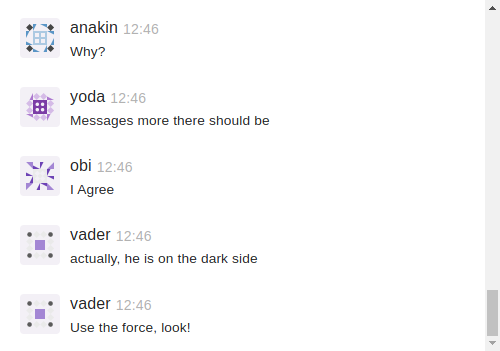 anakin 12:46
Why?
yoda 12:46
Messages more there should be
obi 12:46
I Agree
vader 12:46
actually, he is on the dark side
vader 12:46
Use the force, look!